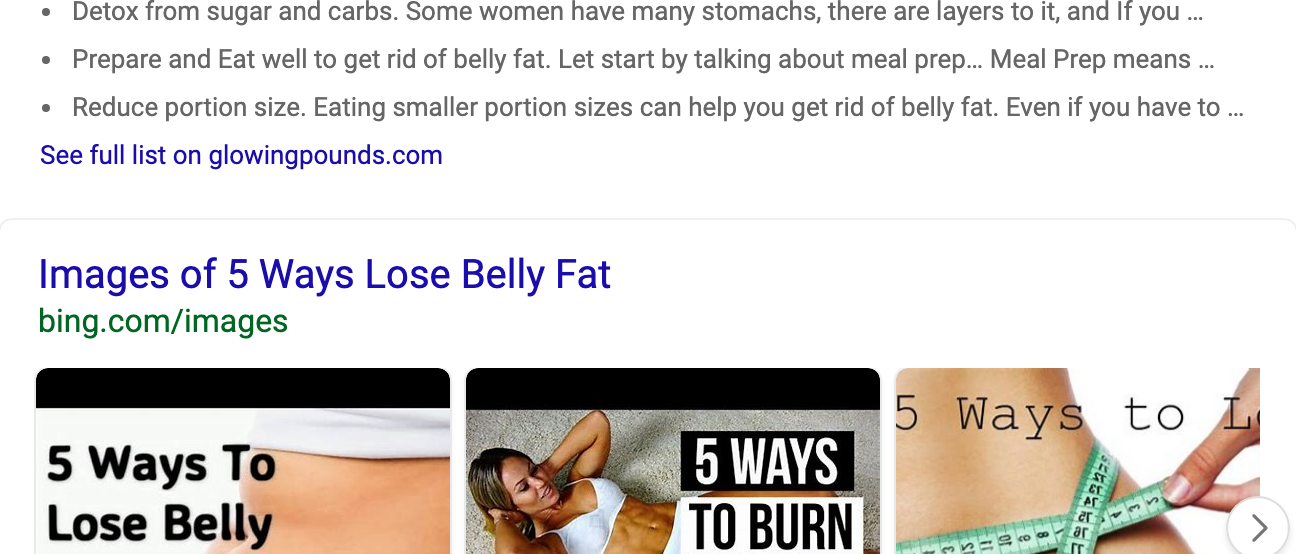 Detox from sugar and carbs. Some women have many stomachs, there are layers to it, and If you ...
Prepare and Eat well to get rid of belly fat. Let start by talking about meal prep... Meal Prep means ...
Reduce portion size. Eating smaller portion sizes can help you get rid of belly fat. Even if you have to ...
See full list on glowingpounds.com
Images of 5 Ways Lose Belly Fat
bing.com/images
5 Ways To
Lose Belly
5 WAYS
TO BURN
5 Ways to L